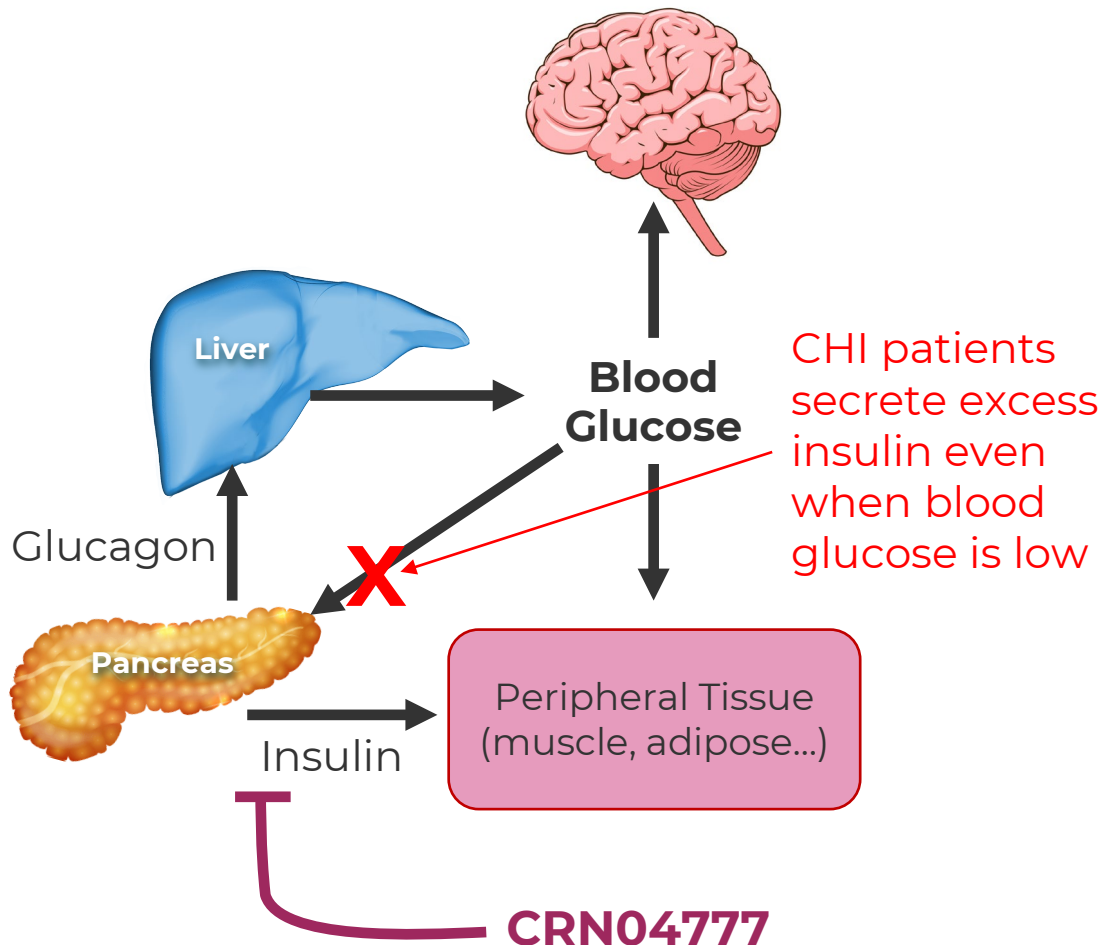 Liver
Blood
Glucose
CHI patients
secrete excess
insulin even
when blood
glucose is low
Glucagon
X
Pancreas
Insulin
Peripheral Tissue
(muscle, adipose...)
CRN04777